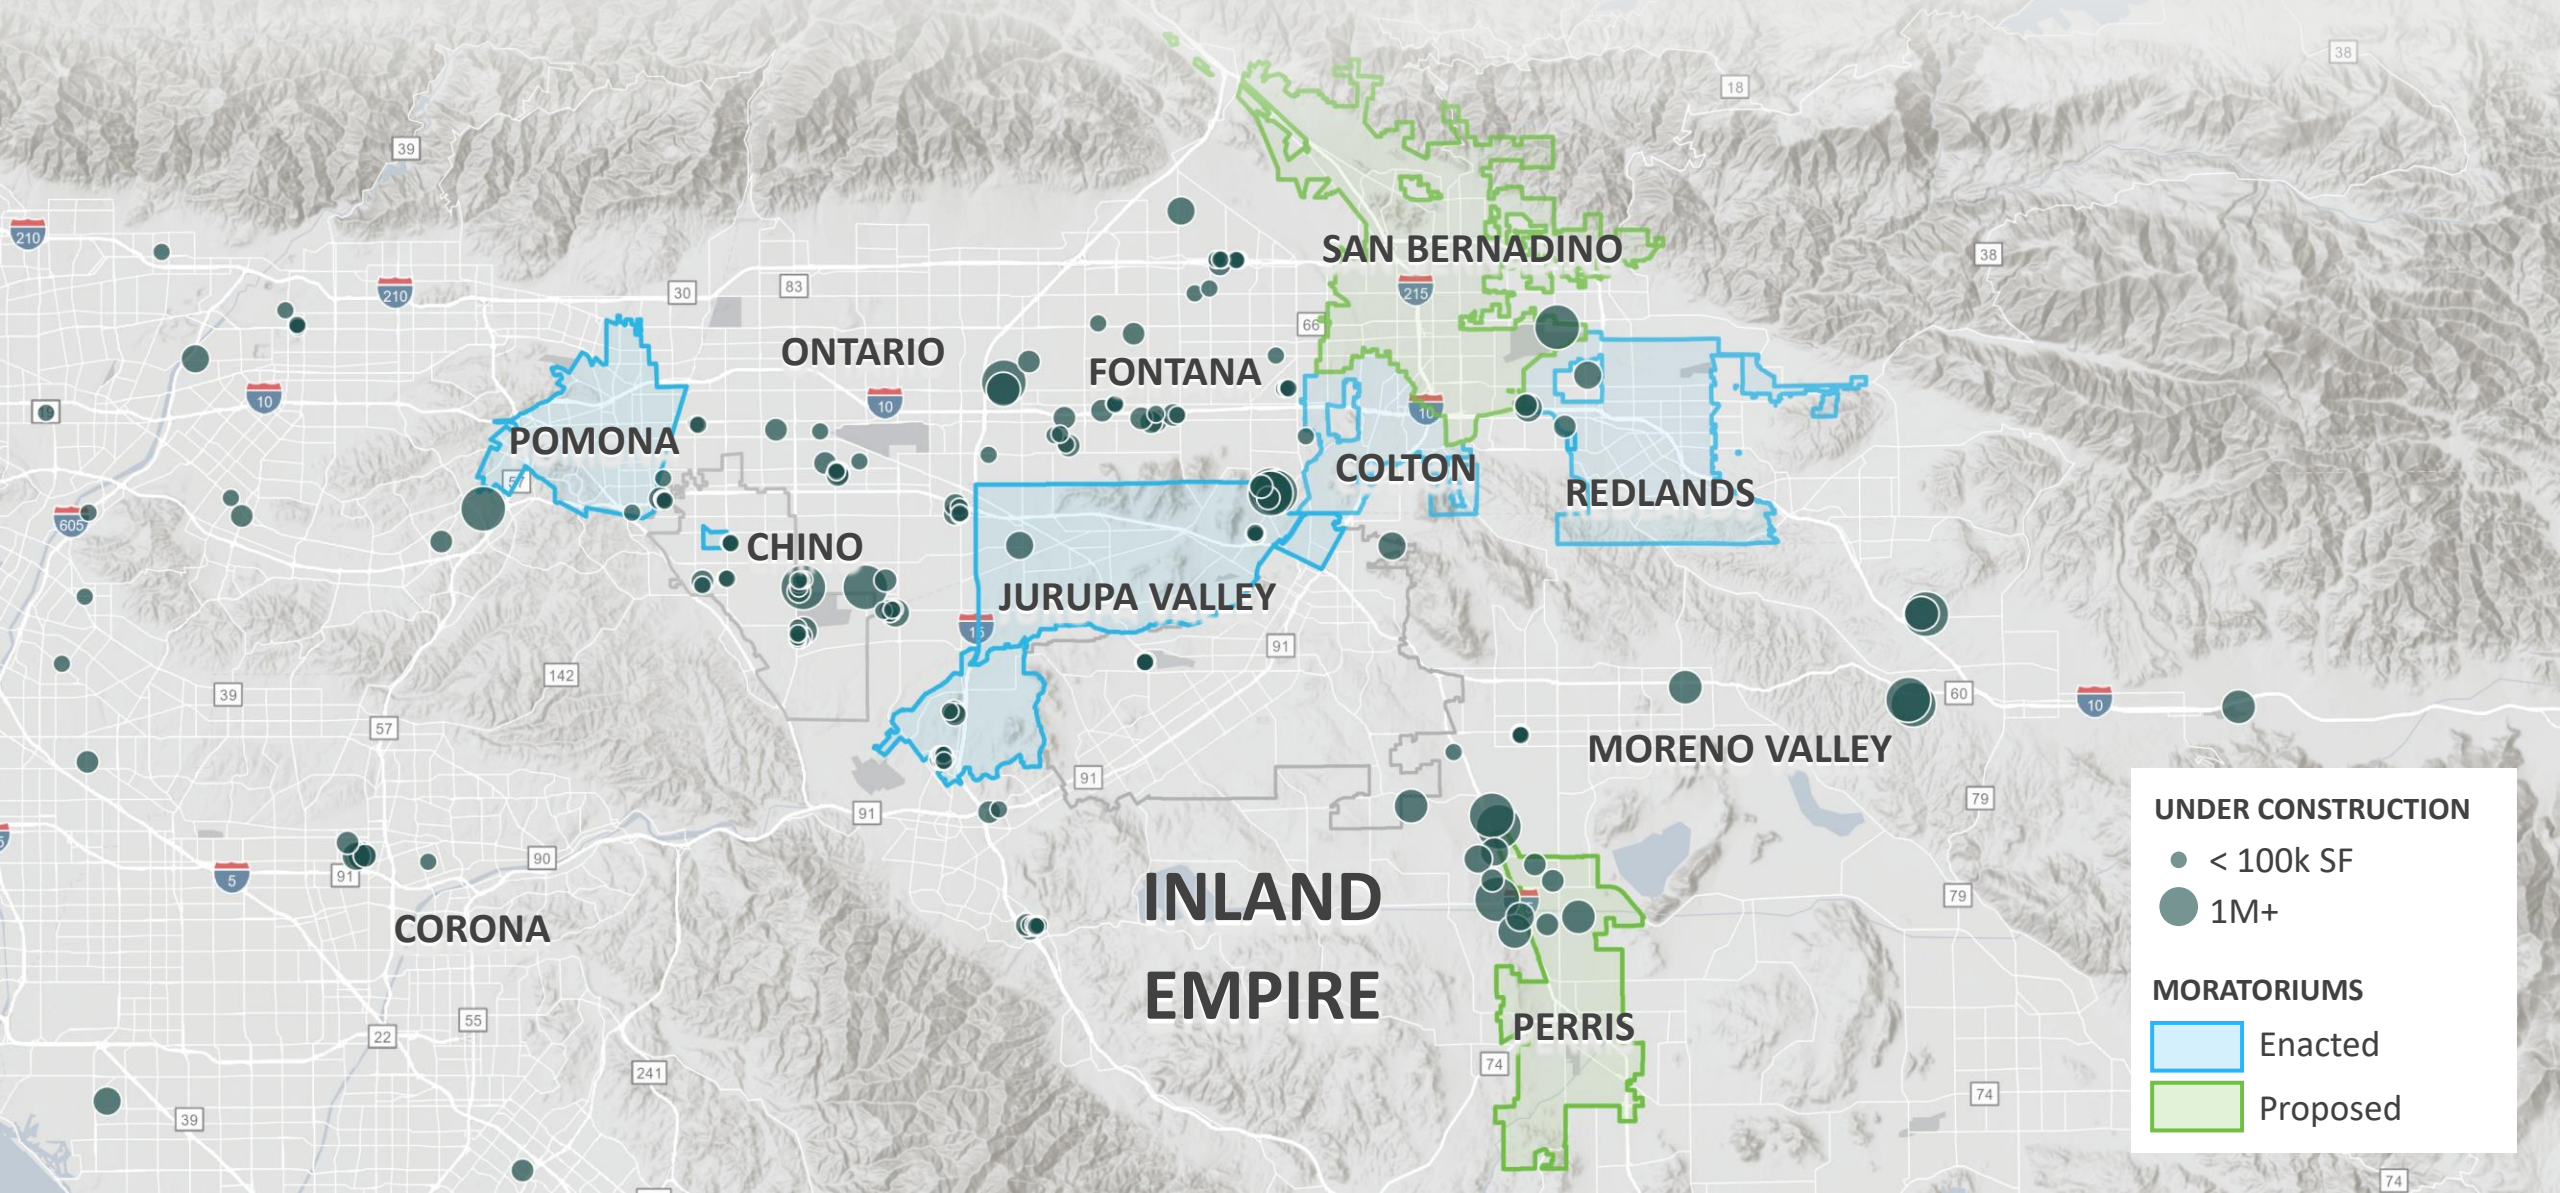 38
18
39
210
38
210
30
83
215
SAN BERNADINO
66
ONTARIO
FONTANA
10
10
10
19
POMONA
COLTON
57
REDLANDS
605
CHINO
JURUPA VALLEY
15
91
142
39
60
10
57
MORENO VALLEY
91
79
91
90
91
5
79
INLAND
EMPIRE
CORONA
55
22
PERRIS
74
241
74
39
74
UNDER CONSTRUCTION
< 100k SF
1M+
MORATORIUMS
Enacted
Proposed